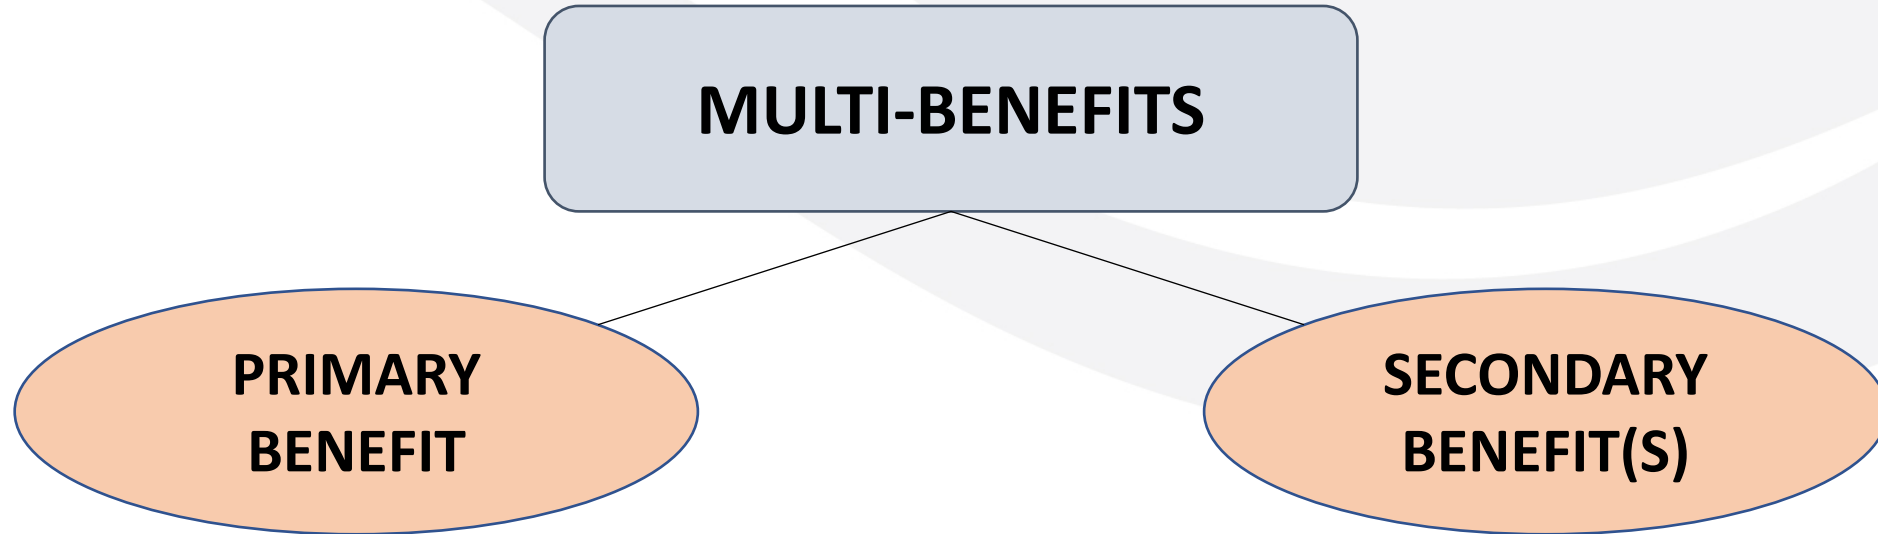 MULTI-BENEFITS
PRIMARY
BENEFIT
SECONDARY
BENEFIT(S)